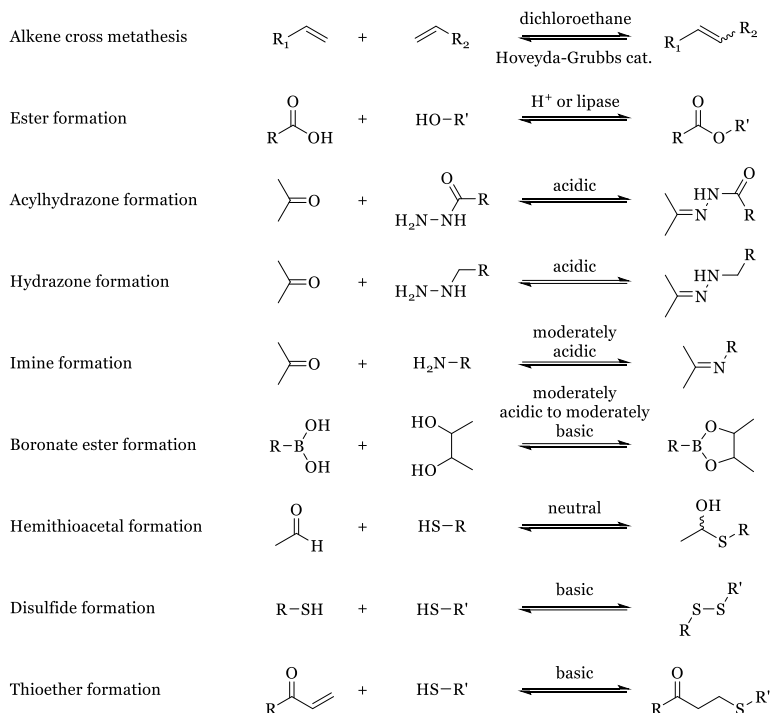 dichloroethane
Alkene cross metathesis R₁ + R₂ R₁ R₂
Hoveyda-Grubbs cat.
O H⁺ or lipase O
Ester formation R OH + HO–R' R O R'
O acidic H N O
Acylhydrazone formation O + R N HN R
H₂N–NH
acidic R
Hydrazone formation O + R HN
H₂N–NH N
moderately
acidic R
Imine formation O + H₂N–R N
moderately
OH HO acidic to moderately O
basic
Boronate ester formation R–B + R–B
OH HO O
O neutral OH
Hemithioacetal formation H + HS–R S R
basic R'
Disulfide formation R–SH + HS–R' S–S
R
O basic O
Thioether formation R + HS–R' R S R'